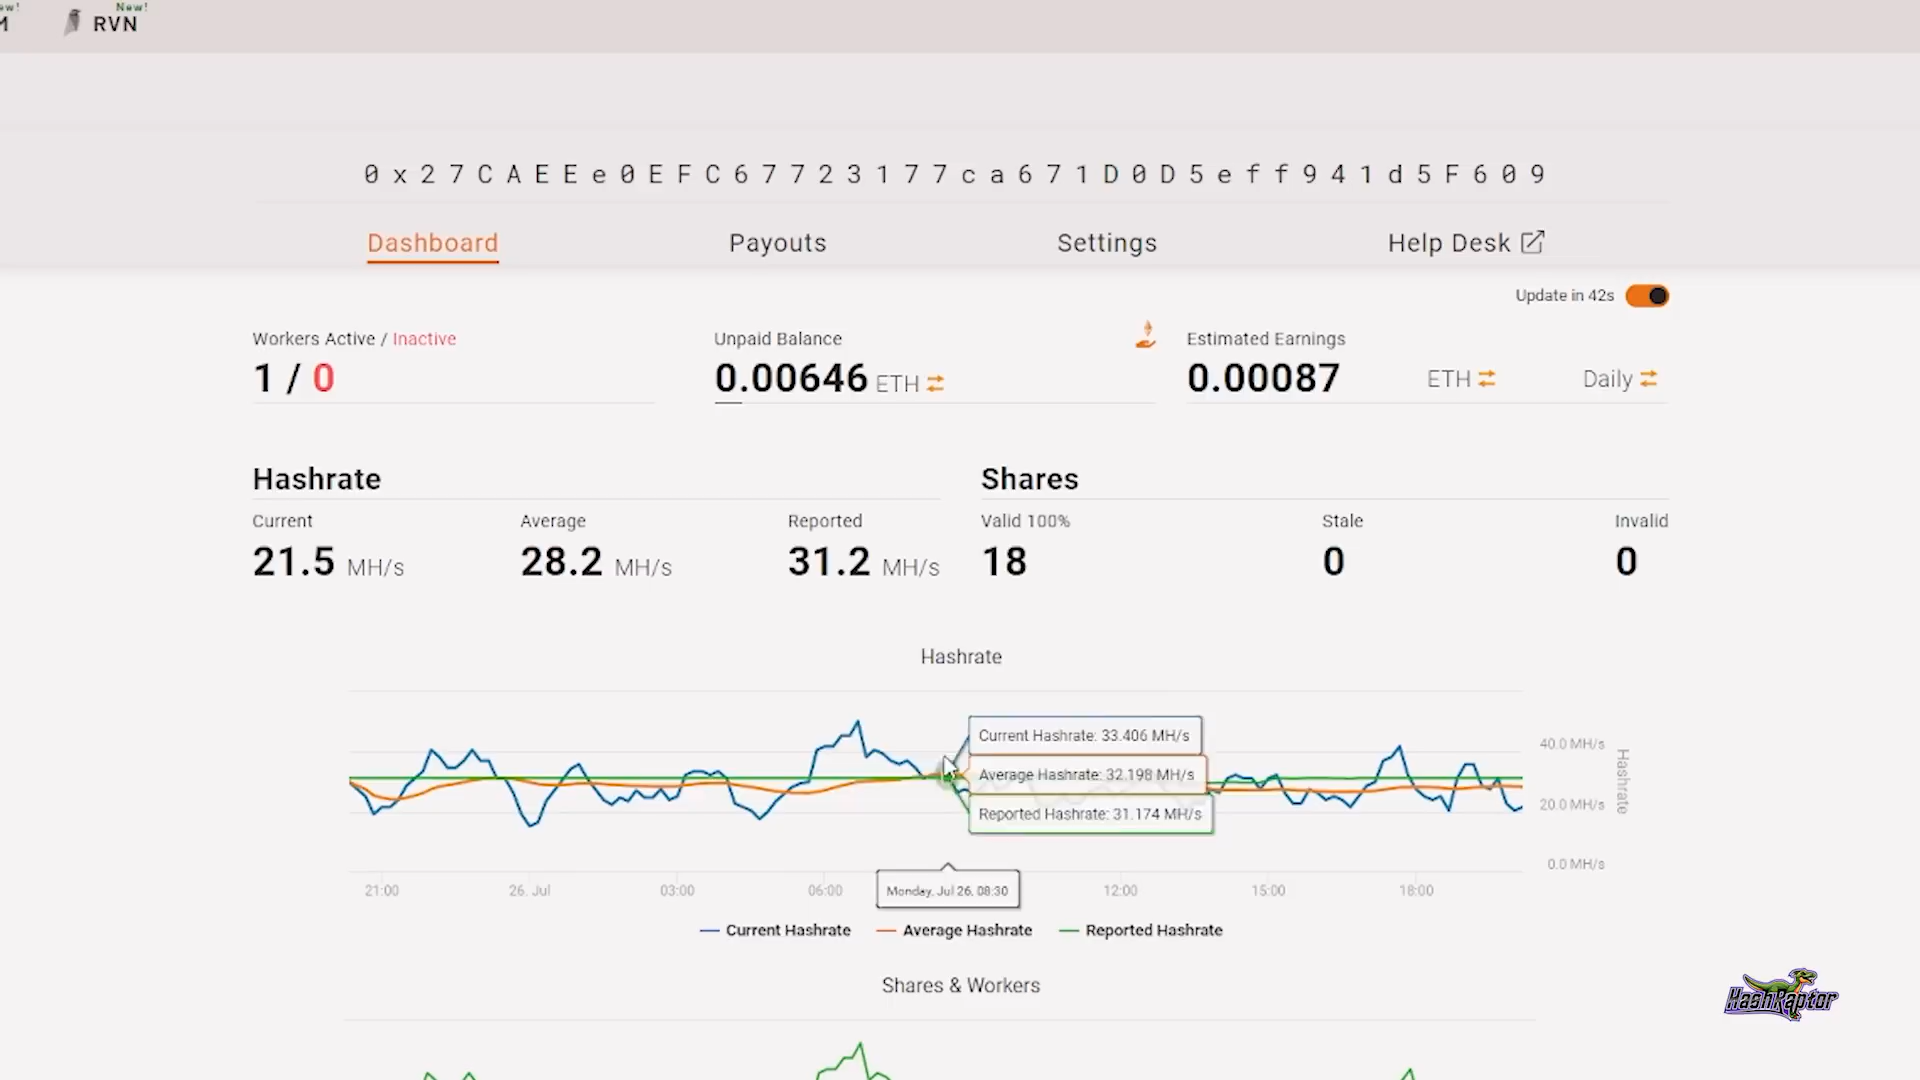 New!
RVN
0x27CAEEe0EFC67723177ca671D0D5eff941d5F609
Dashboard
Payouts
Settings
Help Desk
Update in 42s
Workers Active / Inactive
Unpaid Balance
Estimated Earnings
1 / 0
0.00646 ETH
0.00087
ETH
Daily
Hashrate
Shares
Current
Average
Reported
Valid 100%
Stale
Invalid
21.5 MH/s
28.2 MH/s
31.2 MH/s
18
0
0
Hashrate
Current Hashrate: 33.406 MH/s
40.0 MH/s
Average Hashrate: 32.198 MH/s
Hashrate
20.0 MH/s
Reported Hashrate: 31.174 MH/s
0.0 MH/s
21:00
26. Jul
03:00
06:00
Monday, Jul 26, 08:30
12:00
15:00
18:00
Current Hashrate
Average Hashrate
Reported Hashrate
Shares & Workers
HashRaptor